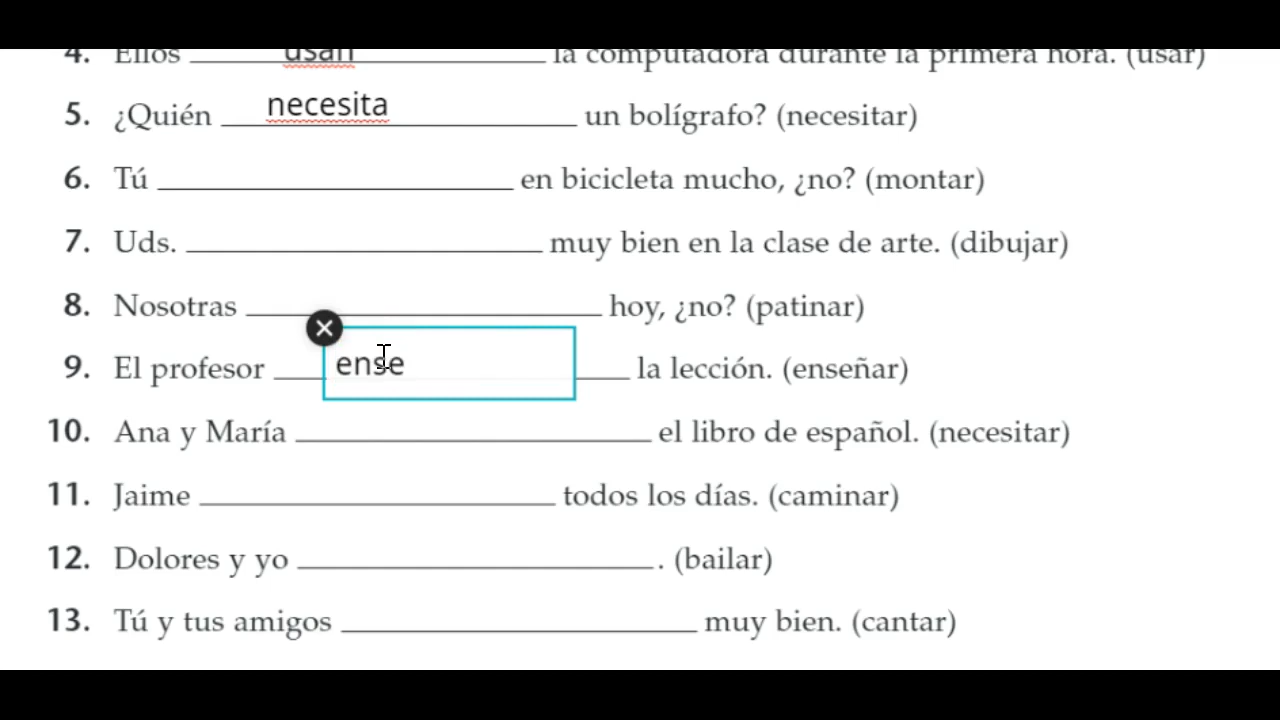 4. Ellos usan la computadora durante la primera hora. (usar)
5. ¿Quién necesita un bolígrafo? (necesitar)
6. Tú en bicicleta mucho, ¿no? (montar)
7. Uds. muy bien en la clase de arte. (dibujar)
8. Nosotras hoy, ¿no? (patinar)
9. El profesor ense la lección. (enseñar)
10. Ana y María el libro de español. (necesitar)
11. Jaime todos los días. (caminar)
12. Dolores y yo . (bailar)
13. Tú y tus amigos muy bien. (cantar)